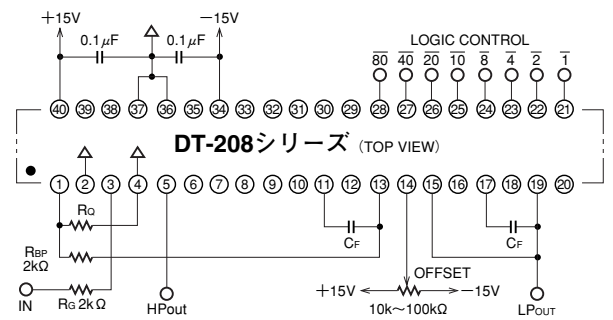 +15V −15V
0.1μF 0.1μF
LOGIC CONTROL
80 40 20 10 8 4 2 1
40 39 38 37 36 35 34 33 32 31 30 29 28 27 26 25 24 23 22 21
DT-208シリーズ (TOP VIEW)
1 2 3 4 5 6 7 8 9 10 11 12 13 14 15 16 17 18 19 20
RQ
CF CF
RBP
2kΩ
OFFSET
+15V −15V
IN RG 2kΩ HPout 10k〜100kΩ LPOUT